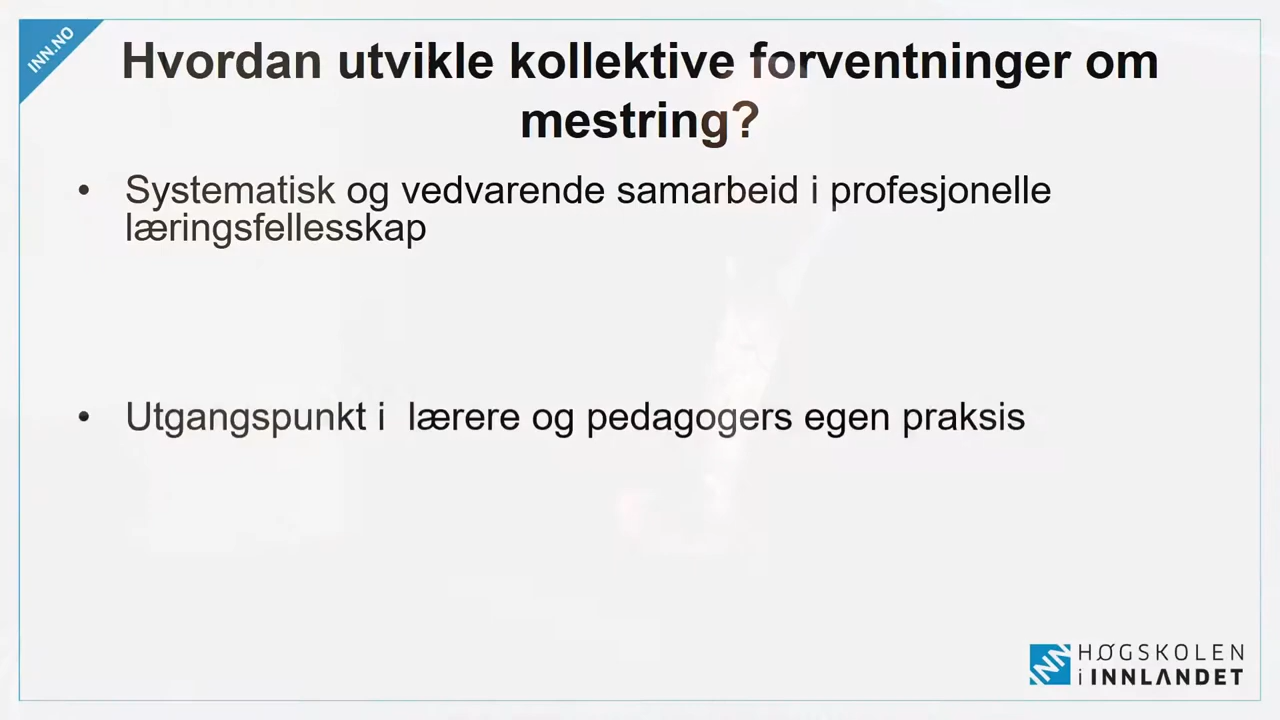 INN.NO
Hvordan utvikle kollektive forventninger om
mestring?
• Systematisk og vedvarende samarbeid i profesjonelle
læringsfellesskap
• Utgangspunkt i  lærere og pedagogers egen praksis
INN
HØGSKOLEN
i INNLANDET